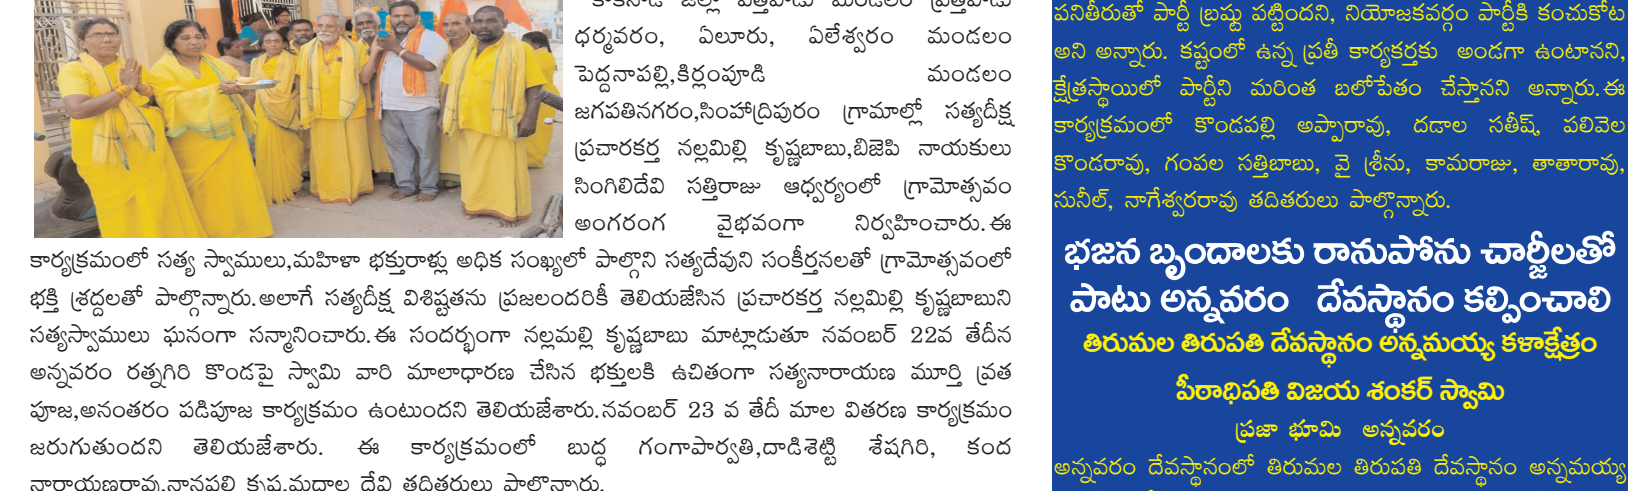 కాకినాడ జిల్లా పత్తిపాడు మండలం ప్రత్తిపాడు
ధర్మవరం, ఏలూరు, ఏలేశ్వరం మండలం
పెద్దనాపల్లి,కిర్లంపూడి మండలం
జగపతినగరం,సింహాద్రిపురం గ్రామాల్లో సత్యదీక్ష
ప్రచారకర్త నల్లమిల్లి కృష్ణబాబు,బిజెపి నాయకులు
సింగిలిదేవి సత్తిరాజు ఆధ్వర్యంలో గ్రామోత్సవం
అంగరంగ వైభవంగా నిర్వహించారు.ఈ
కార్యక్రమంలో సత్య స్వాములు,మహిళా భక్తురాళ్లు అధిక సంఖ్యలో పాల్గొని సత్యదేవుని సంకీర్తనలతో గ్రామోత్సవంలో
భక్తి శ్రద్దలతో పాల్గొన్నారు.అలాగే సత్యదీక్ష విశిష్టతను ప్రజలందరికీ తెలియజేసిన ప్రచారకర్త నల్లమిల్లి కృష్ణబాబుని
సత్యస్వాములు ఘనంగా సన్మానించారు.ఈ సందర్భంగా నల్లమల్లి కృష్ణబాబు మాట్లాడుతూ నవంబర్ 22వ తేదీన
అన్నవరం రత్నగిరి కొండపై స్వామి వారి మాలాధారణ చేసిన భక్తులకి ఉచితంగా సత్యనారాయణ మూర్తి వ్రత
పూజ,అనంతరం పడిపూజ కార్యక్రమం ఉంటుందని తెలియజేశారు.నవంబర్ 23 వ తేదీ మాల వితరణ కార్యక్రమం
జరుగుతుందని తెలియజేశారు. ఈ కార్యక్రమంలో బుద్ధ గంగాపార్వతి,దాడిశెట్టి శేషగిరి, కంద
నారాయణరావు,నానపల్లి కృష్ణ,మద్దాల దేవి తదితరులు పాల్గొన్నారు.
పనితీరుతో పార్టీ భ్రష్టు పట్టిందని, నియోజకవర్గం పార్టీకి కంచుకోట
అని అన్నారు. కష్టంలో ఉన్న ప్రతీ కార్యకర్తకు అండగా ఉంటానని,
క్షేత్రస్థాయిలో పార్టీని మరింత బలోపేతం చేస్తానని అన్నారు.ఈ
కార్యక్రమంలో కొండపల్లి అప్పారావు, దడాల సతీష్, పలివెల
కొండరావు, గంపల సత్తిబాబు, వై శ్రీను, కామరాజు, తాతారావు,
సునీల్, నాగేశ్వరరావు తదితరులు పాల్గొన్నారు.
భజన బృందాలకు రానుపోను చార్జీలతో
పాటు అన్నవరం దేవస్థానం కల్పించాలి
తిరుమల తిరుపతి దేవస్థానం అన్నమయ్య కళాక్షేత్రం
పీఠాధిపతి విజయ శంకర్ స్వామి
ప్రజా భూమి అన్నవరం
అన్నవరం దేవస్థానంలో తిరుమల తిరుపతి దేవస్థానం అన్నమయ్య